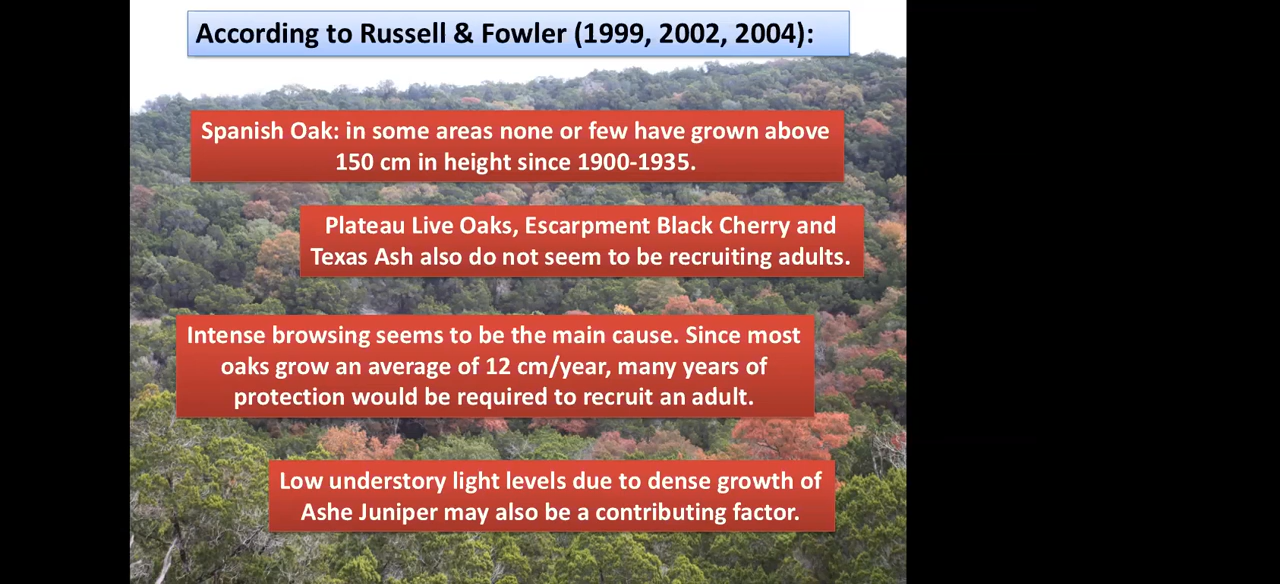 According to Russell & Fowler (1999, 2002, 2004):
Spanish Oak: in some areas none or few have grown above
150 cm in height since 1900-1935.
Plateau Live Oaks, Escarpment Black Cherry and
Texas Ash also do not seem to be recruiting adults.
Intense browsing seems to be the main cause. Since most
oaks grow an average of 12 cm/year, many years of
protection would be required to recruit an adult.
Low understory light levels due to dense growth of
Ashe Juniper may also be a contributing factor.